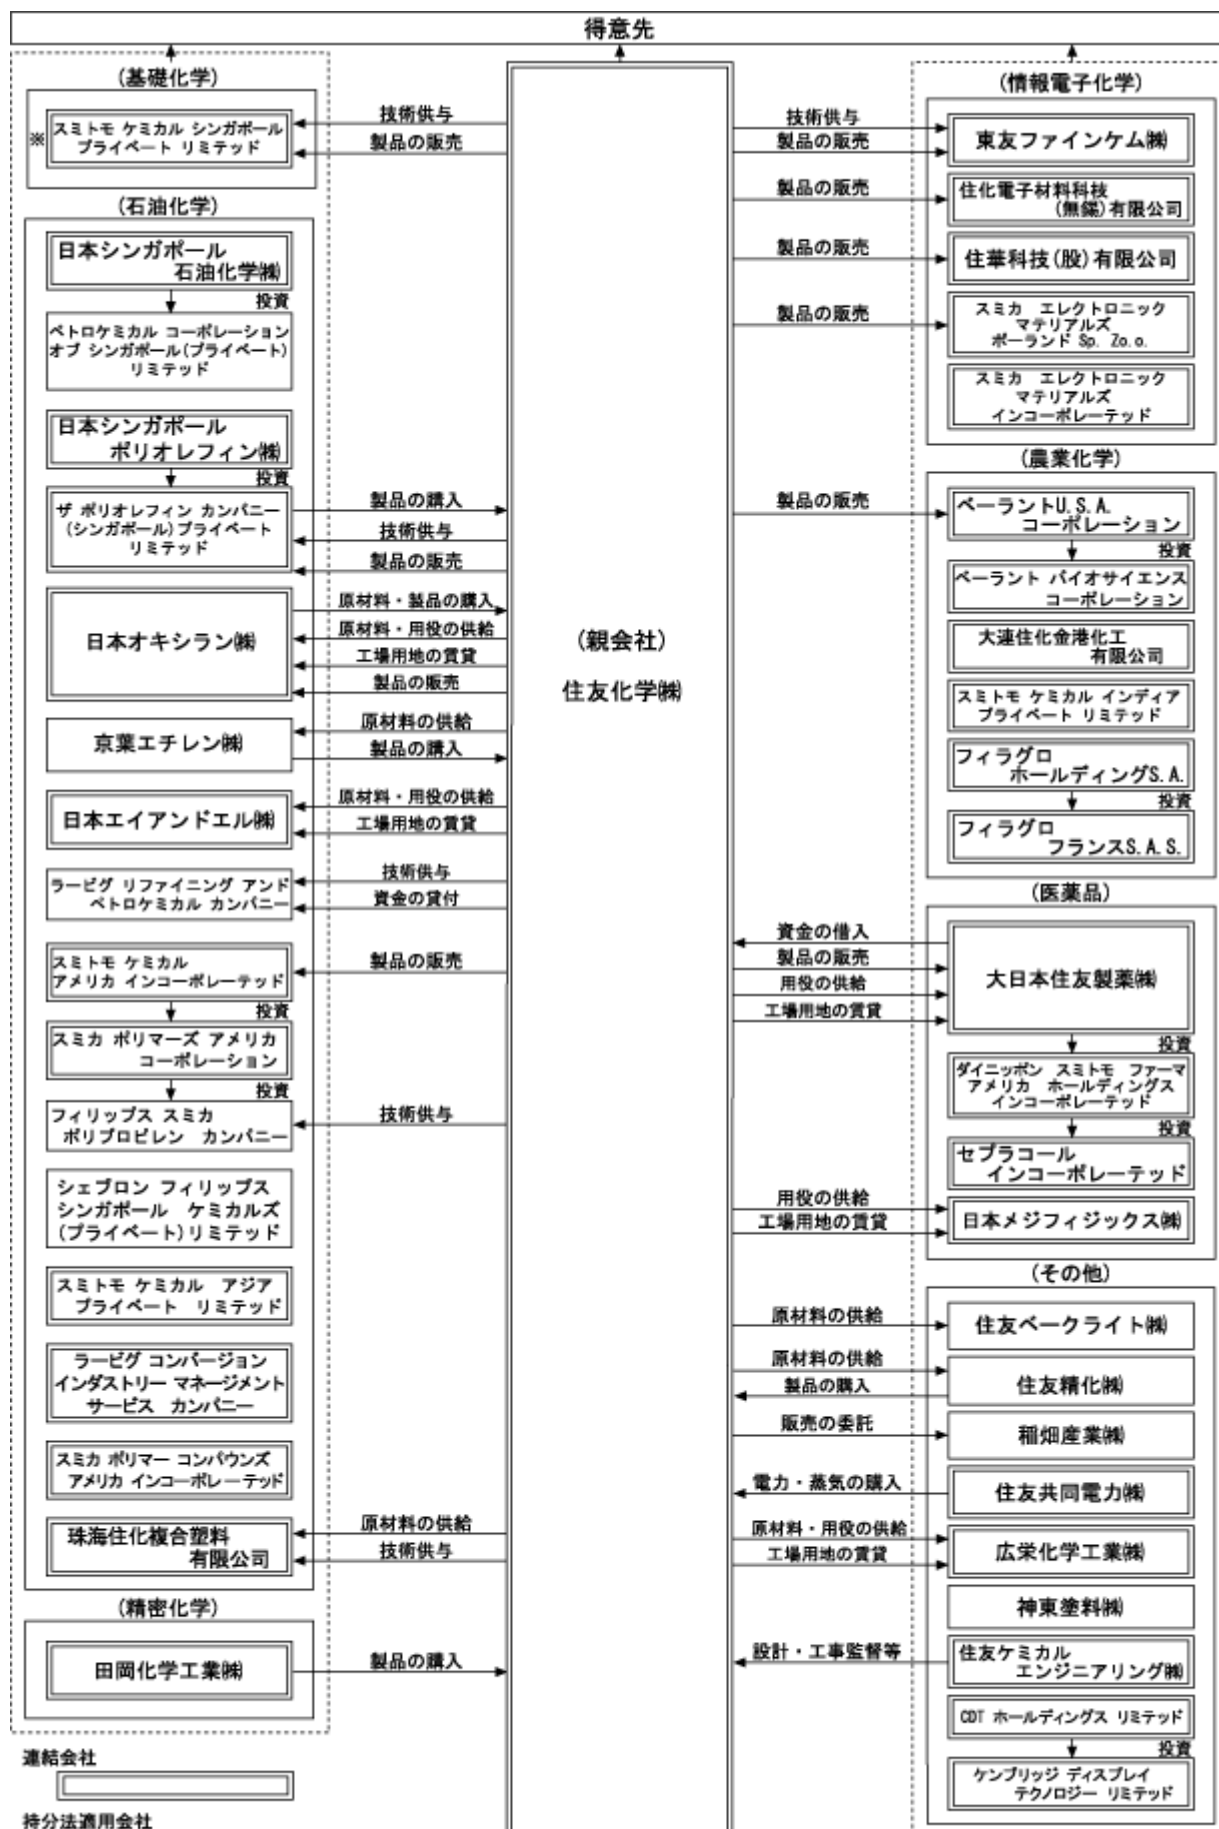 得意先
(基礎化学)
※
スミトモ ケミカル シンガポール
プライベート リミテッド
技術供与
製品の販売
(石油化学)
日本シンガポール
石油化学㈱
投資
ペトロケミカル コーポレーション
オブ シンガポール(プライベート)
リミテッド
日本シンガポール
ポリオレフィン㈱
投資
ザ ポリオレフィン カンパニー
(シンガポール)プライベート
リミテッド
製品の購入
技術供与
製品の販売
日本オキシラン㈱
原材料・製品の購入
原材料・用役の供給
工場用地の賃貸
製品の販売
京葉エチレン㈱
原材料の供給
製品の購入
日本エイアンドエル㈱
原材料・用役の供給
工場用地の賃貸
ラービグ リファイニング アンド
ペトロケミカル カンパニー
技術供与
資金の貸付
スミトモ ケミカル
アメリカ インコーポレーテッド
製品の販売
投資
スミカ ポリマーズ アメリカ
コーポレーション
投資
フィリップス スミカ
ポリプロピレン カンパニー
技術供与
シェブロン フィリップス
シンガポール ケミカルズ
(プライベート)リミテッド
スミトモ ケミカル アジア
プライベート リミテッド
ラービグ コンバージョン
インダストリー マネージメント
サービス カンパニー
スミカ ポリマー コンパウンズ
アメリカ インコーポレーテッド
珠海住化複合塑料
有限公司
原材料の供給
技術供与
(精密化学)
田岡化学工業㈱
製品の購入
連結会社
持分法適用会社
(親会社)
住友化学㈱
(情報電子化学)
技術供与
製品の販売
東友ファインケム㈱
製品の販売
住化電子材料科技
(無錫)有限公司
製品の販売
住華科技(股)有限公司
製品の販売
スミカ エレクトロニック
マテリアルズ
ポーランド Sp. Zo.o.
スミカ エレクトロニック
マテリアルズ
インコーポレーテッド
(農業化学)
製品の販売
ベーラントU.S.A.
コーポレーション
投資
ベーラント バイオサイエンス
コーポレーション
大連住化金港化工
有限公司
スミトモ ケミカル インディア
プライベート リミテッド
フィラグロ
ホールディングS.A.
投資
フィラグロ
フランスS.A.S.
(医薬品)
資金の借入
製品の販売
用役の供給
工場用地の賃貸
大日本住友製薬㈱
投資
ダイニッポン スミトモ ファーマ
アメリカ ホールディングス
インコーポレーテッド
投資
セプラコール
インコーポレーテッド
用役の供給
工場用地の賃貸
日本メジフィジックス㈱
(その他)
原材料の供給
住友ベークライト㈱
原材料の供給
製品の購入
住友精化㈱
販売の委託
稲畑産業㈱
電力・蒸気の購入
住友共同電力㈱
原材料・用役の供給
工場用地の賃貸
広栄化学工業㈱
神東塗料㈱
設計・工事監督等
住友ケミカル
エンジニアリング㈱
CDT ホールディングス リミテッド
投資
ケンブリッジ ディスプレイ
テクノロジー リミテッド